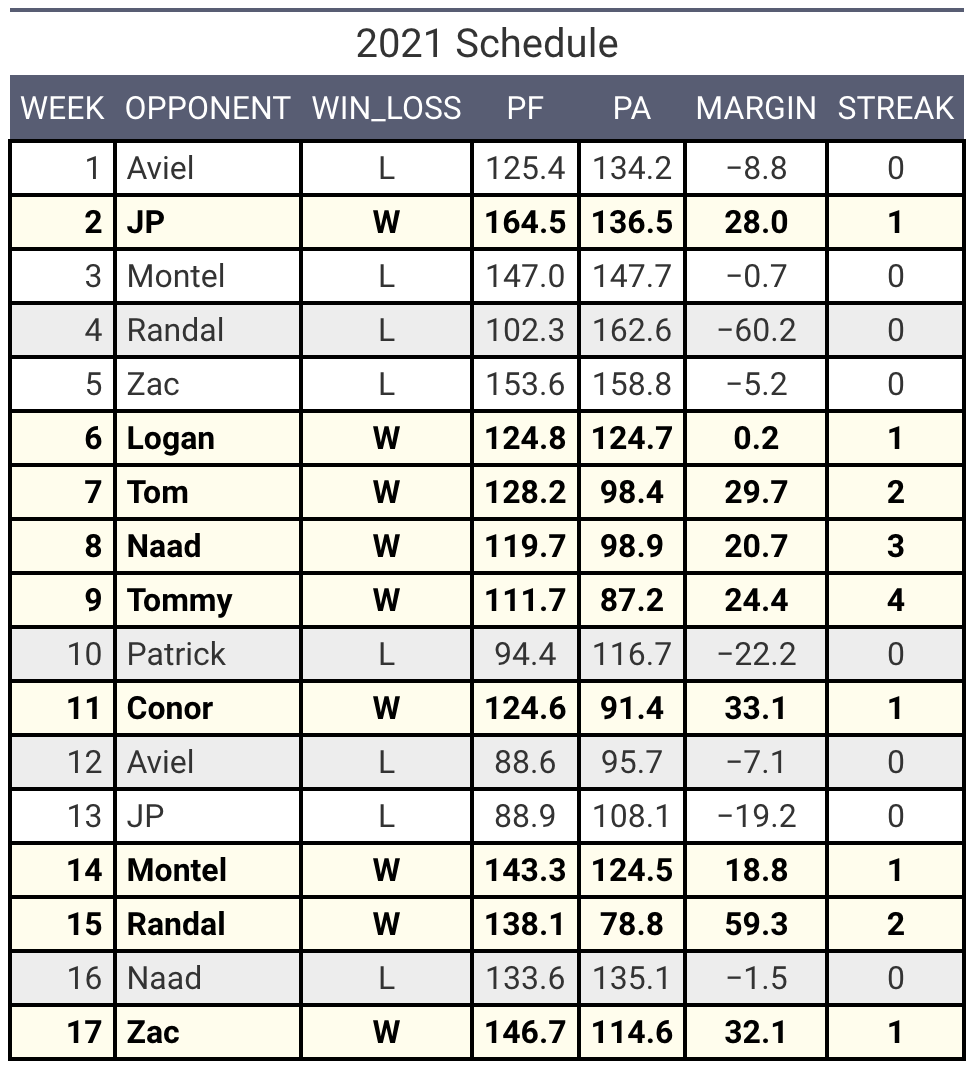 2021 Schedule
WEEK OPPONENT WIN_LOSS PF PA MARGIN STREAK
1 Aviel L 125.4 134.2 −8.8 0
2 JP W 164.5 136.5 28.0 1
3 Montel L 147.0 147.7 −0.7 0
4 Randal L 102.3 162.6 −60.2 0
5 Zac L 153.6 158.8 −5.2 0
6 Logan W 124.8 124.7 0.2 1
7 Tom W 128.2 98.4 29.7 2
8 Naad W 119.7 98.9 20.7 3
9 Tommy W 111.7 87.2 24.4 4
10 Patrick L 94.4 116.7 −22.2 0
11 Conor W 124.6 91.4 33.1 1
12 Aviel L 88.6 95.7 −7.1 0
13 JP L 88.9 108.1 −19.2 0
14 Montel W 143.3 124.5 18.8 1
15 Randal W 138.1 78.8 59.3 2
16 Naad L 133.6 135.1 −1.5 0
17 Zac W 146.7 114.6 32.1 1